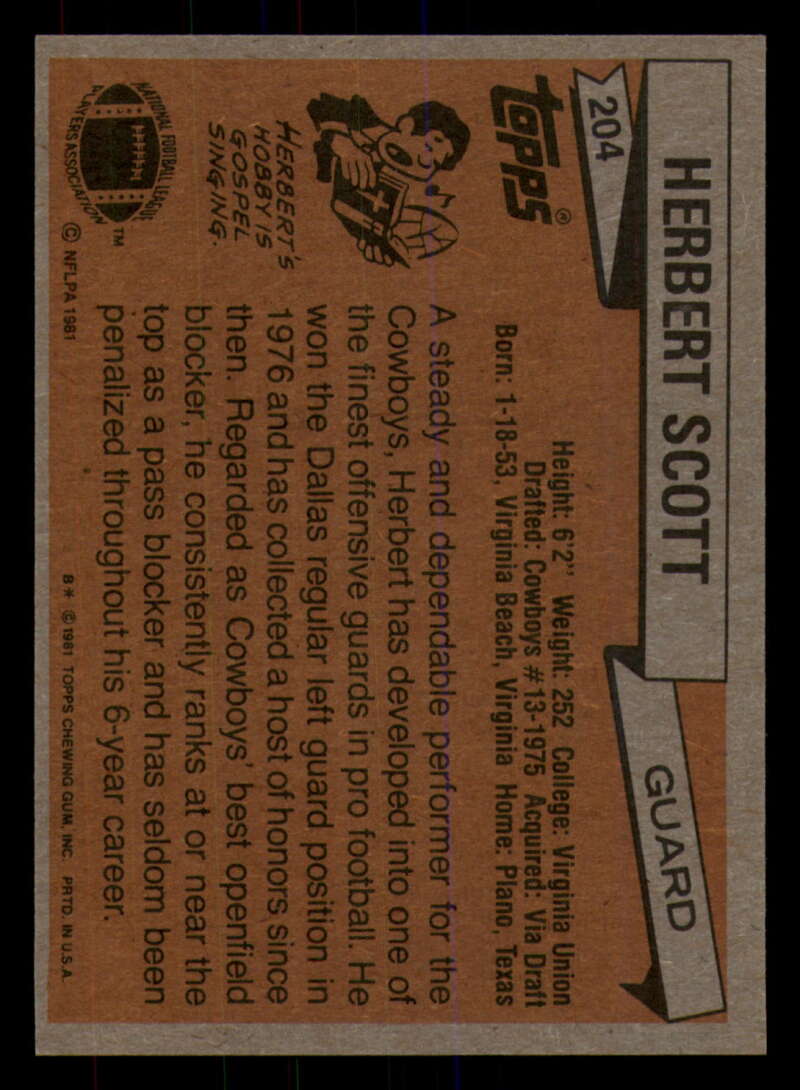 HERBERT SCOTT
GUARD
204
TOPPS®
Height: 6'2" Weight: 252 College: Virginia Union
Drafted: Cowboys #13-1975 Acquired: Via Draft
Born: 1-18-53, Virginia Beach, Virginia Home: Plano, Texas
HERBERT'S
HOBBY IS
GOSPEL
SINGING.
A steady and dependable performer for the
Cowboys, Herbert has developed into one of
the finest offensive guards in pro football. He
won the Dallas regular left guard position in
1976 and has collected a host of honors since
then. Regarded as Cowboys' best openfield
blocker, he consistently ranks at or near the
top as a pass blocker and has seldom been
penalized throughout his 6-year career.
NATIONAL FOOTBALL LEAGUE
PLAYERS ASSOCIATION
™
© NFLPA 1981
B* © 1981 TOPPS CHEWING GUM, INC. PRTD. IN U.S.A.